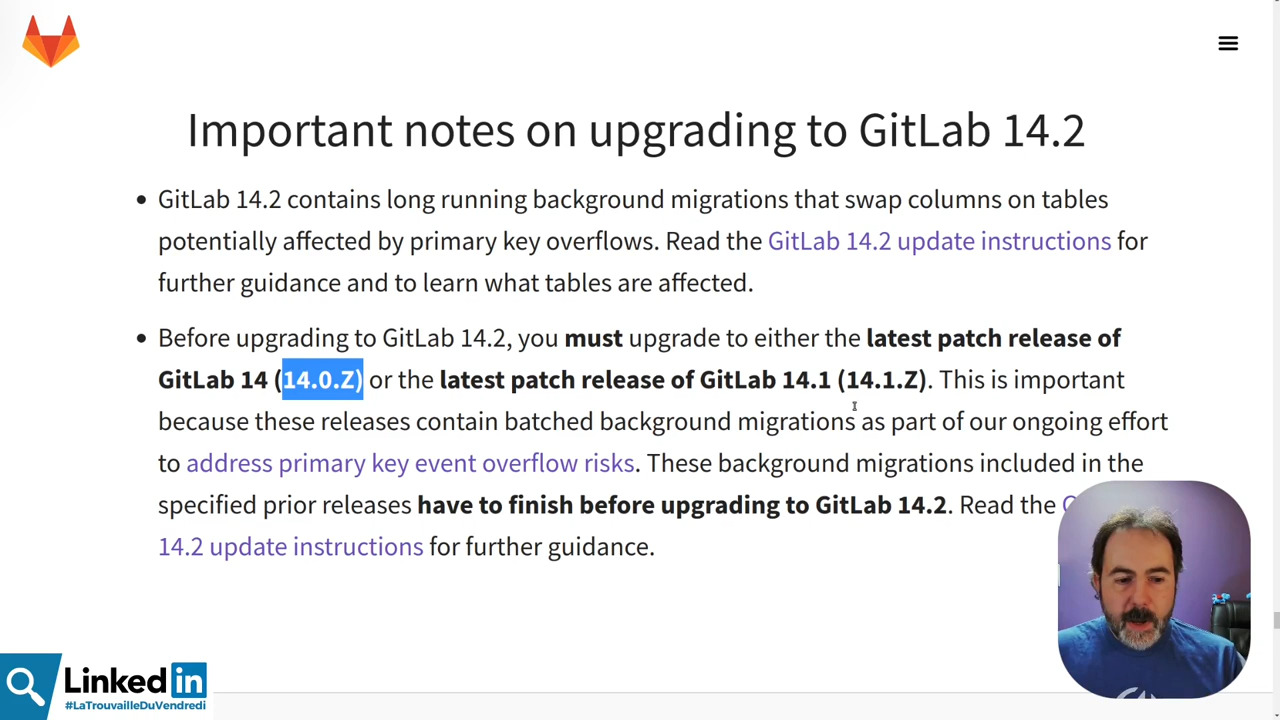 Important notes on upgrading to GitLab 14.2
• GitLab 14.2 contains long running background migrations that swap columns on tables
potentially affected by primary key overflows. Read the GitLab 14.2 update instructions for
further guidance and to learn what tables are affected.
• Before upgrading to GitLab 14.2, you must upgrade to either the latest patch release of
GitLab 14 (14.0.Z) or the latest patch release of GitLab 14.1 (14.1.Z). This is important
because these releases contain batched background migrations as part of our ongoing effort
to address primary key event overflow risks. These background migrations included in the
specified prior releases have to finish before upgrading to GitLab 14.2. Read the
14.2 update instructions for further guidance.
Linked in
#LaTrouvailleDuVendredi